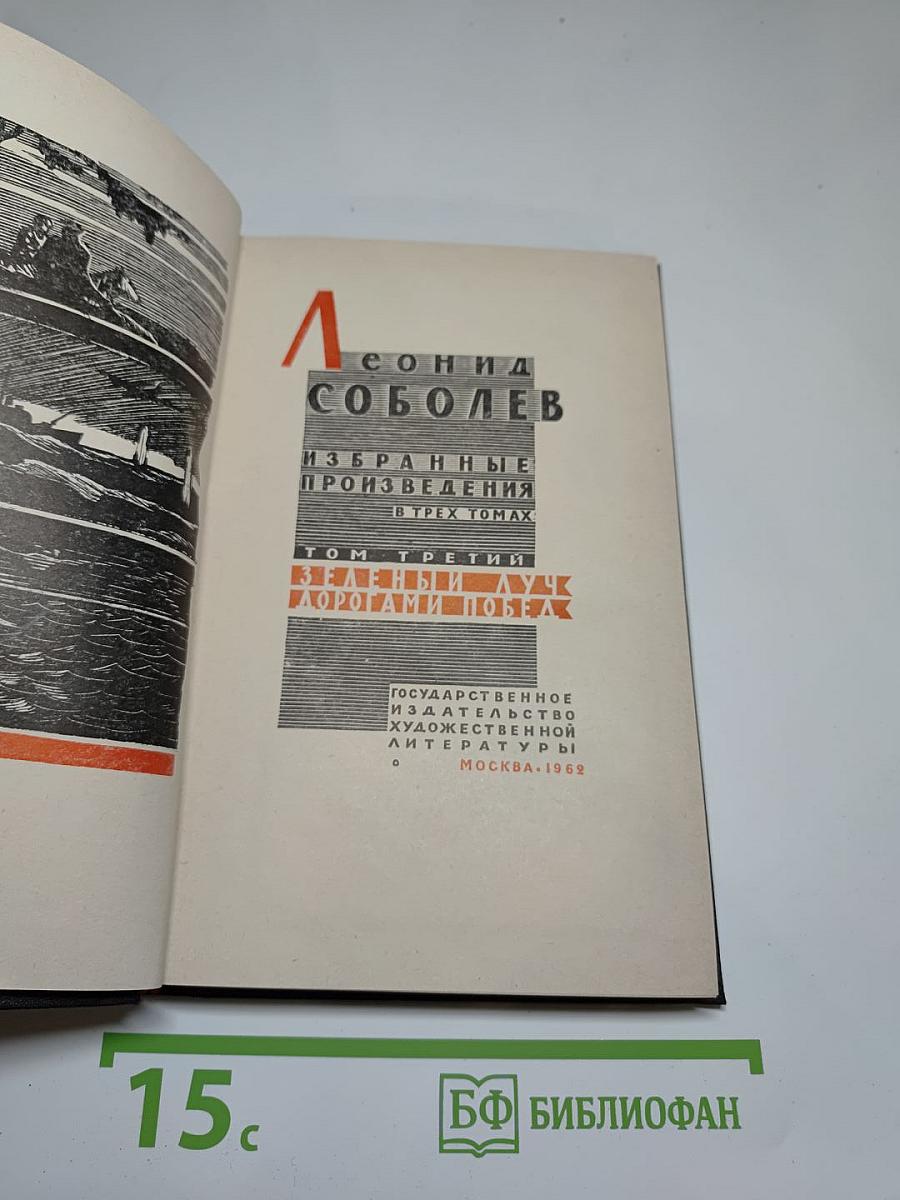 Леонид
СОБОЛЕВ
ИЗБРАННЫЕ
ПРОИЗВЕДЕНИЯ
В ТРЕХ ТОМАХ
ТОМ ТРЕТИЙ
ЗЕЛЕНЫЙ ЛУЧ
ДОРОГАМИ ПОБЕД
ГОСУДАРСТВЕННОЕ
ИЗДАТЕЛЬСТВО
ХУДОЖЕСТВЕННОЙ
ЛИТЕРАТУРЫ
МОСКВА•1962
15 с
БФ БИБЛИОФАН